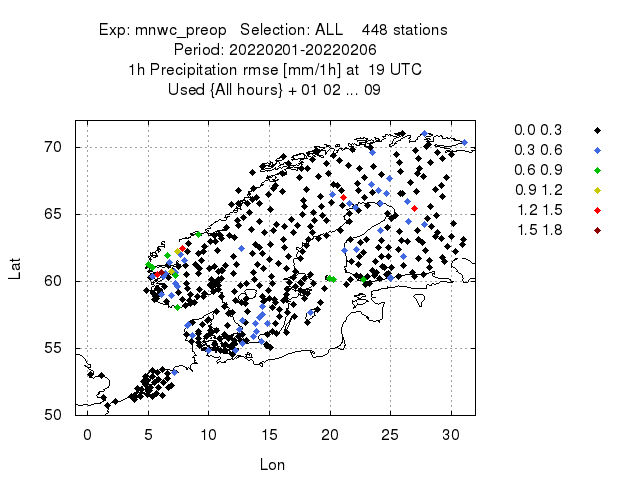 Exp: mnwc_preop Selection: ALL 448 stations
Period: 20220201-20220206
1h Precipitation rmse [mm/1h] at 19 UTC
Used {All hours} + 01 02 ... 09
0.0 0.3
0.3 0.6
0.6 0.9
0.9 1.2
1.2 1.5
1.5 1.8
70
65
60
55
50
Lat
0 5 10 15 20 25 30
Lon